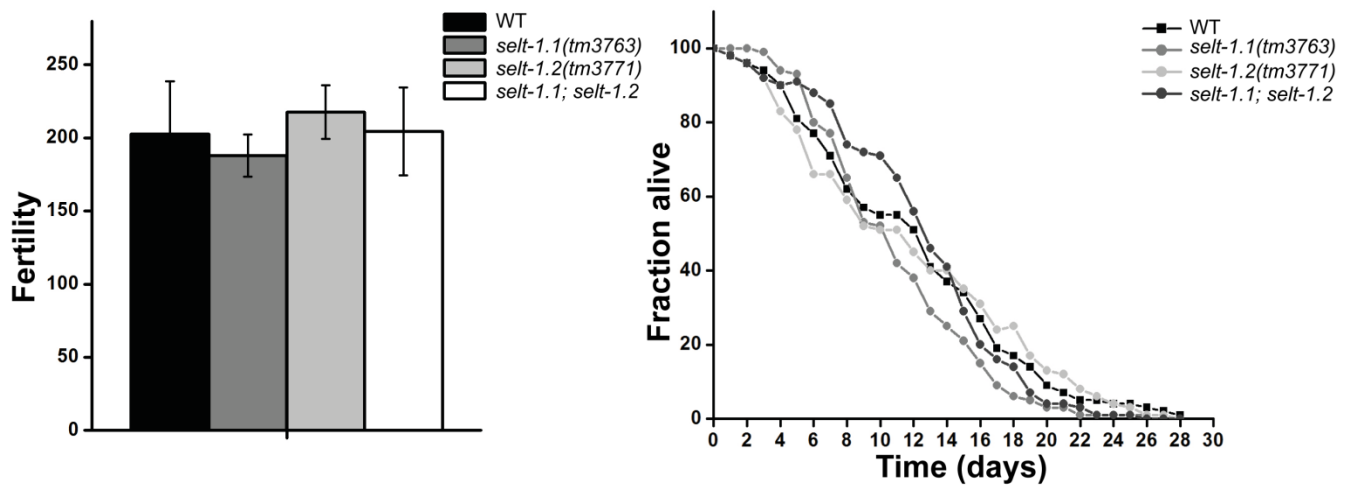 WT
selt-1.1(tm3763)
selt-1.2(tm3771)
selt-1.1; selt-1.2
Fertility
250
200
150
100
50
0
WT
selt-1.1(tm3763)
selt-1.2(tm3771)
selt-1.1; selt-1.2
Fraction alive
100
80
60
40
20
0
0 2 4 6 8 10 12 14 16 18 20 22 24 26 28 30
Time (days)